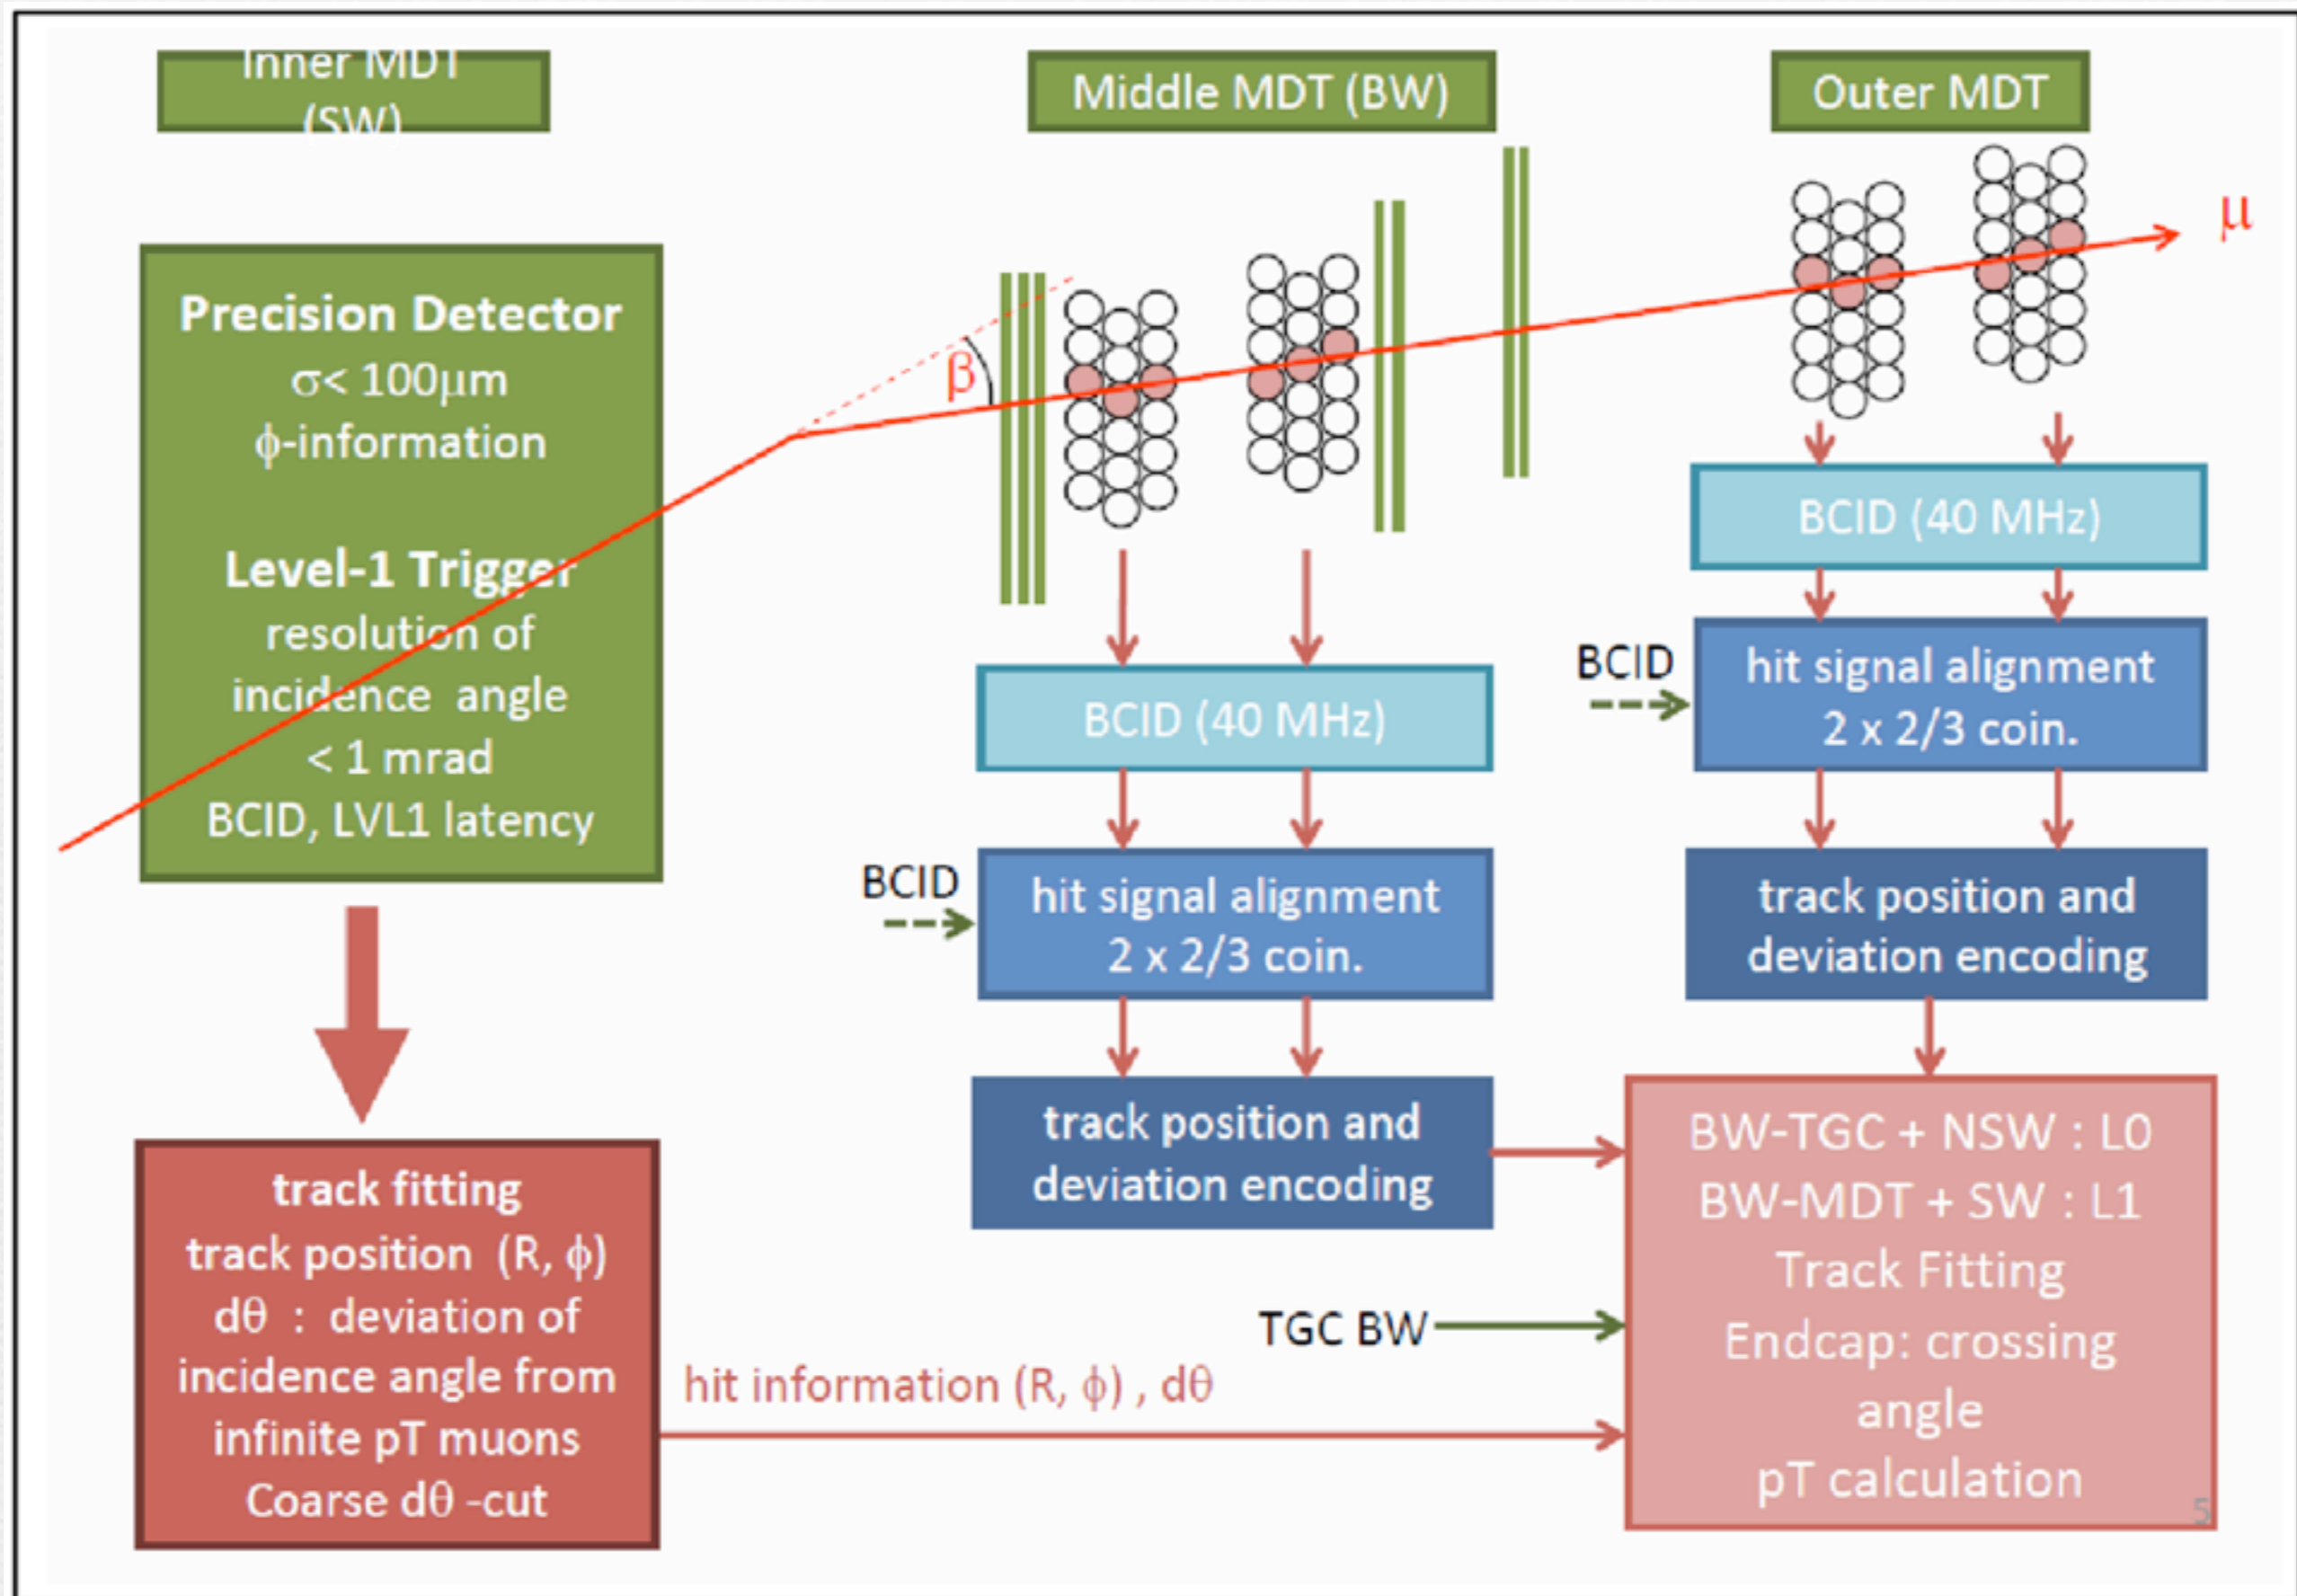 Inner MDT
(SW)
Middle MDT (BW)
Outer MDT
μ
β
Precision Detector
σ< 100μm
ϕ-information
Level-1 Trigger
resolution of
incidence angle
< 1 mrad
BCID, LVL1 latency
BCID (40 MHz)
BCID
hit signal alignment
2 x 2/3 coin.
track position and
deviation encoding
BCID (40 MHz)
BCID
hit signal alignment
2 x 2/3 coin.
track position and
deviation encoding
track fitting
track position (R, ϕ)
dθ : deviation of
incidence angle from
infinite pT muons
Coarse dθ -cut
hit information (R, ϕ) , dθ
TGC BW
BW-TGC + NSW : L0
BW-MDT + SW : L1
Track Fitting
Endcap: crossing
angle
pT calculation
5